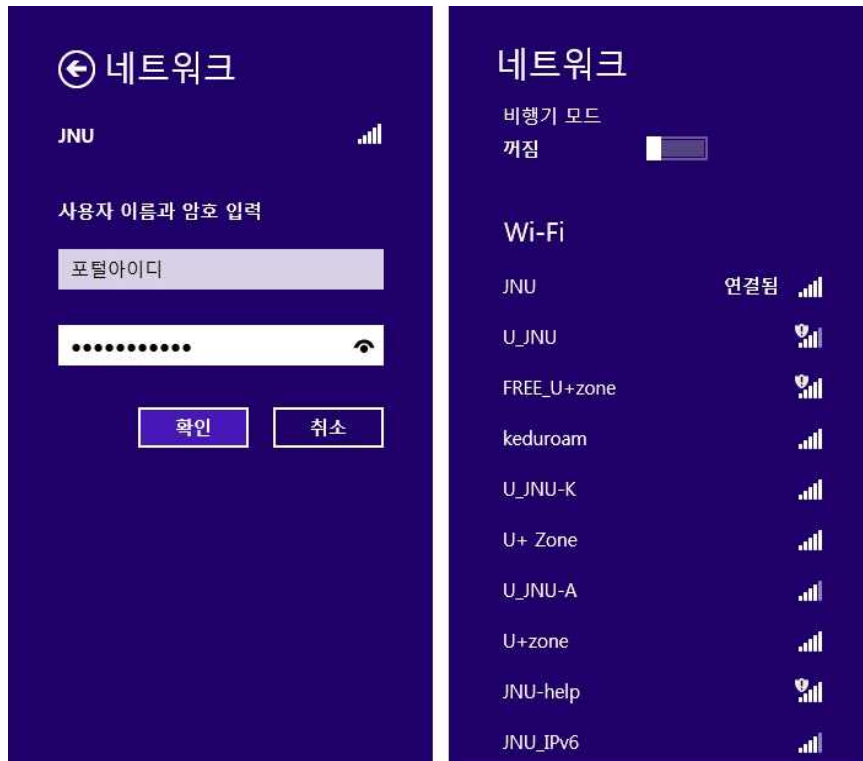 네트워크
JNU
사용자 이름과 암호 입력
포털아이디
●●●●●●●●●●●
확인 취소
네트워크
비행기 모드
꺼짐
Wi-Fi
JNU 연결됨
U_JNU
FREE_U+zone
keduroam
U_JNU-K
U+ Zone
U_JNU-A
U+zone
JNU-help
JNU_IPv6